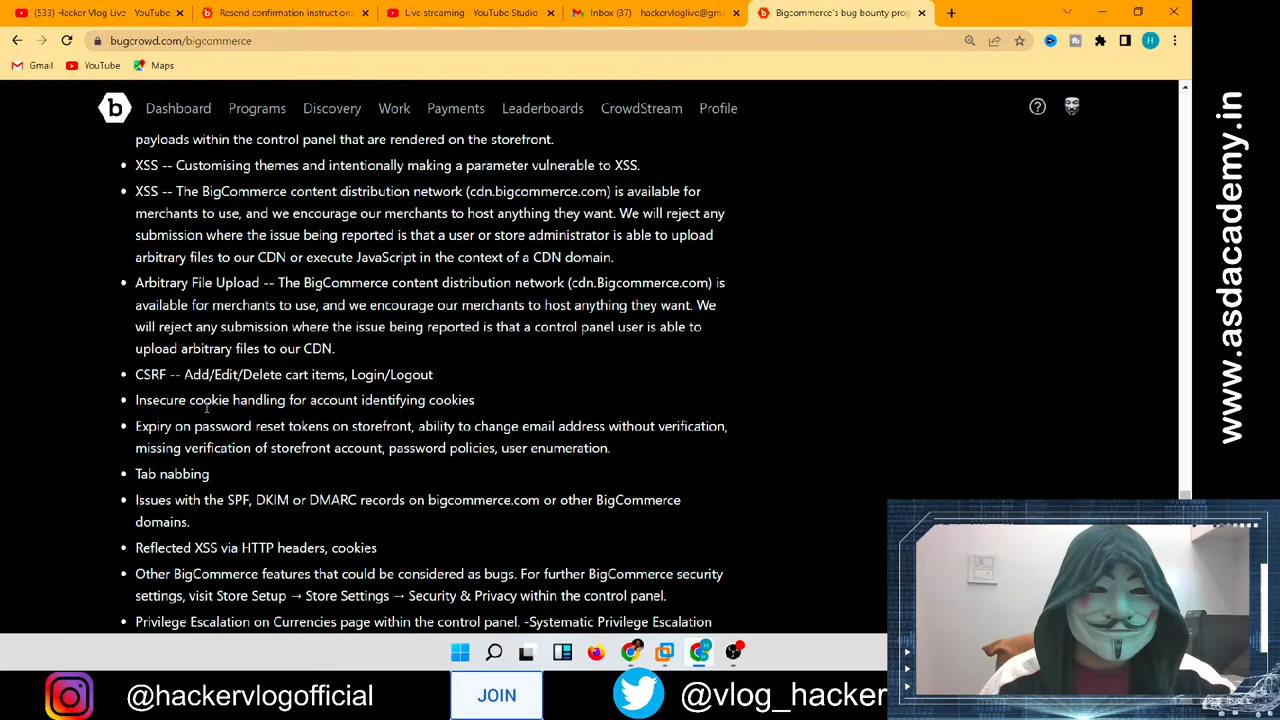 (533) Hacker Vlog Live - YouTube
Resend confirmation instructions
Live streaming - YouTube Studio
Inbox (37) - hackervloglive@gm
Bigcommerce's bug bounty prog
bugcrowd.com/bigcommerce
H
Gmail
YouTube
Maps
b
Dashboard
Programs
Discovery
Work
Payments
Leaderboards
CrowdStream
Profile
payloads within the control panel that are rendered on the storefront.
• XSS -- Customising themes and intentionally making a parameter vulnerable to XSS.
• XSS -- The BigCommerce content distribution network (cdn.bigcommerce.com) is available for
merchants to use, and we encourage our merchants to host anything they want. We will reject any
submission where the issue being reported is that a user or store administrator is able to upload
arbitrary files to our CDN or execute JavaScript in the context of a CDN domain.
• Arbitrary File Upload -- The BigCommerce content distribution network (cdn.Bigcommerce.com) is
available for merchants to use, and we encourage our merchants to host anything they want. We
will reject any submission where the issue being reported is that a control panel user is able to
upload arbitrary files to our CDN.
• CSRF -- Add/Edit/Delete cart items, Login/Logout
• Insecure cookie handling for account identifying cookies
• Expiry on password reset tokens on storefront, ability to change email address without verification,
missing verification of storefront account, password policies, user enumeration.
• Tab nabbing
• Issues with the SPF, DKIM or DMARC records on bigcommerce.com or other BigCommerce
domains.
• Reflected XSS via HTTP headers, cookies
• Other BigCommerce features that could be considered as bugs. For further BigCommerce security
settings, visit Store Setup → Store Settings → Security & Privacy within the control panel.
• Privilege Escalation on Currencies page within the control panel. -Systematic Privilege Escalation
www.asdacademy.in
@hackervlogofficial
JOIN
@vlog_hacker